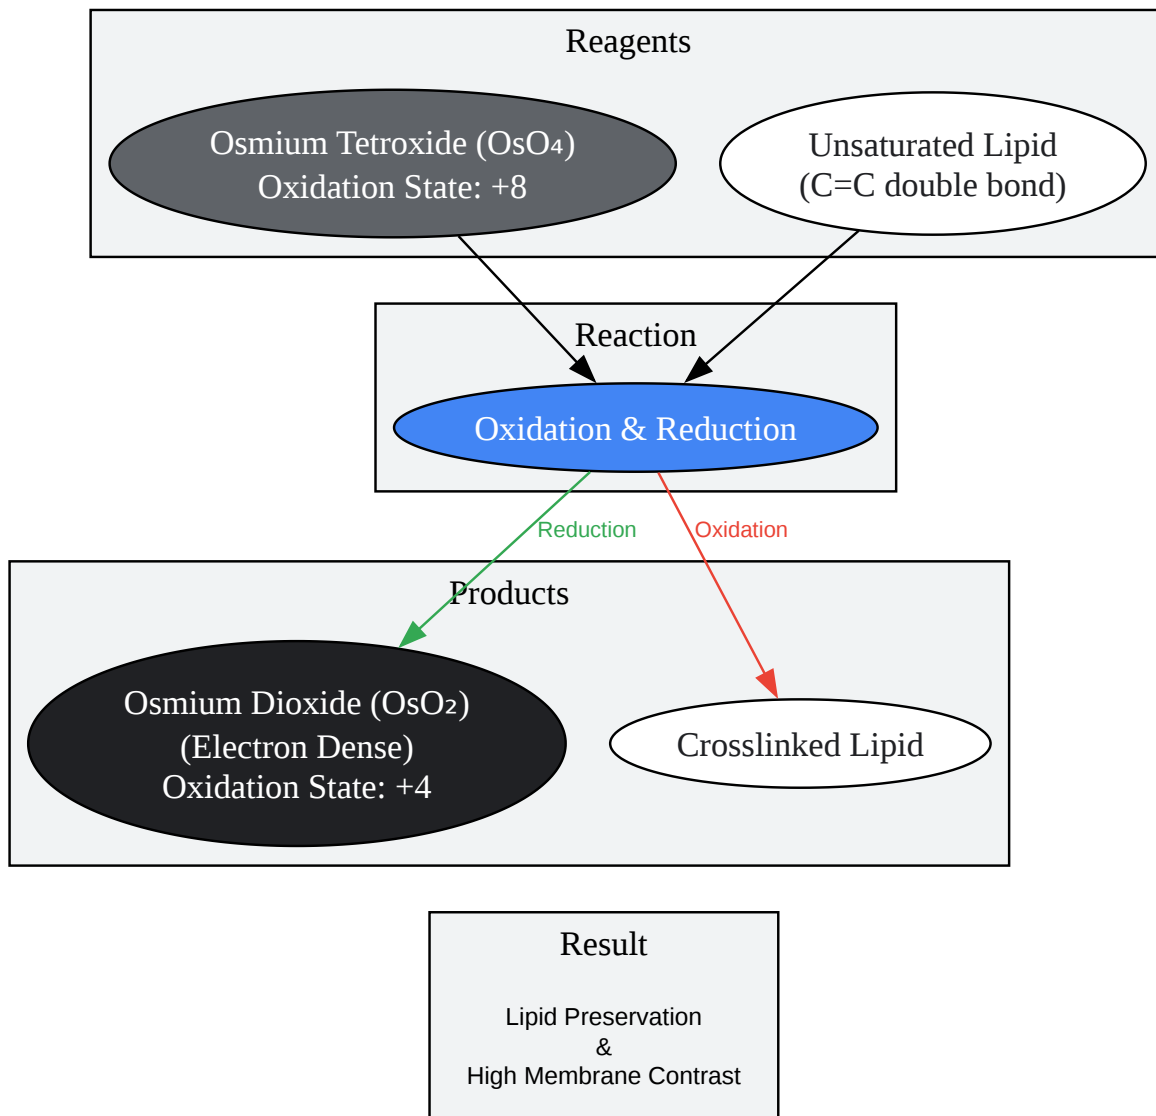 Reagents
Osmium Tetroxide (OsO₄)
Oxidation State: +8
Unsaturated Lipid
(C=C double bond)
Reaction
Oxidation & Reduction
Reduction
Oxidation
Products
Osmium Dioxide (OsO₂)
(Electron Dense)
Oxidation State: +4
Crosslinked Lipid
Result
Lipid Preservation
&
High Membrane Contrast